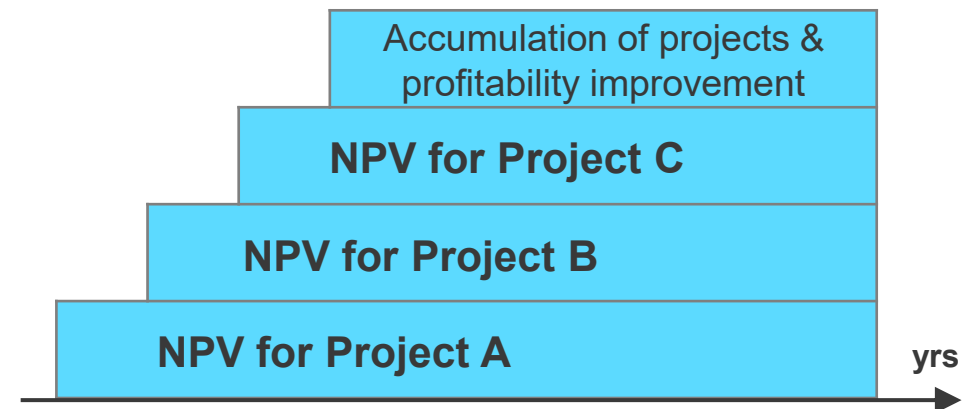 Accumulation of projects &
profitability improvement
NPV for Project C
NPV for Project B
NPV for Project A
yrs